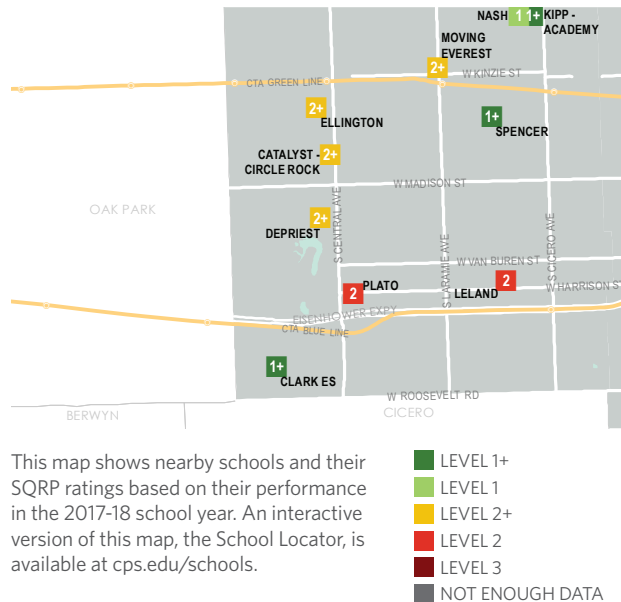 NASH 1 1+ KIPP -
ACADEMY
MOVING
EVEREST
2+
W KINZIE ST
CTA GREEN LINE
2+
ELLINGTON
1+
SPENCER
CATALYST -
CIRCLE ROCK
2+
W MADISON ST
OAK PARK
S CENTRAL AVE
2+
DEPRIEST
S LARAMIE AVE
S CICERO AVE
W VAN BUREN ST
2
PLATO
2
LELAND
W HARRISON ST
EISENHOWER EXPY
CTA BLUE LINE
1+
CLARK ES
W ROOSEVELT RD
BERWYN
CICERO
This map shows nearby schools and their
SQRP ratings based on their performance
in the 2017-18 school year. An interactive
version of this map, the School Locator, is
available at cps.edu/schools.
LEVEL 1+
LEVEL 1
LEVEL 2+
LEVEL 2
LEVEL 3
NOT ENOUGH DATA